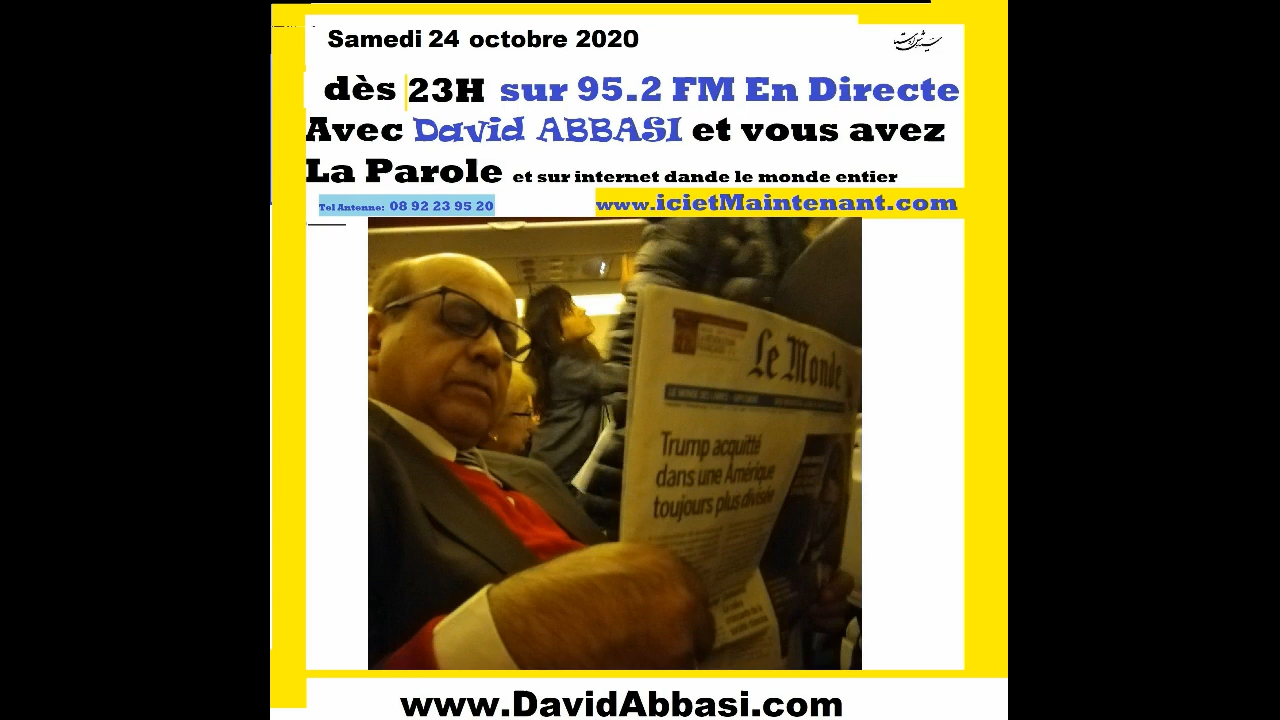 Samedi 24 octobre 2020
dès 23H sur 95.2 FM En Directe
Avec David ABBASI et vous avez
La Parole et sur internet dande le monde entier
Tel Antenne: 08 92 23 95 20
www.icietMaintenant.com
Le Monde
Trump acquitté
dans une Amérique
toujours plus divisée
www.DavidAbbasi.com